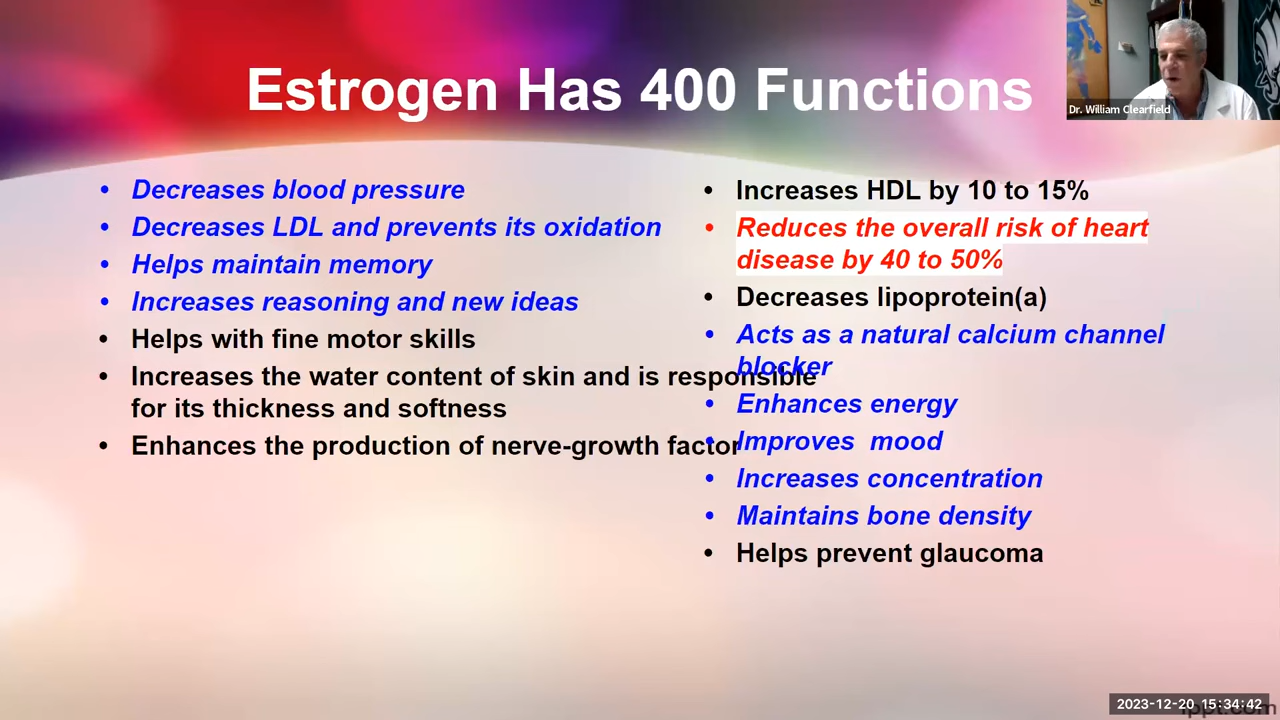 Estrogen Has 400 Functions
Dr. William Clearfield
• Decreases blood pressure
• Decreases LDL and prevents its oxidation
• Helps maintain memory
• Increases reasoning and new ideas
• Helps with fine motor skills
• Increases the water content of skin and is responsible
for its thickness and softness
• Enhances the production of nerve-growth factor
• Increases HDL by 10 to 15%
• Reduces the overall risk of heart
disease by 40 to 50%
• Decreases lipoprotein(a)
• Acts as a natural calcium channel
blocker
• Enhances energy
• Improves  mood
• Increases concentration
• Maintains bone density
• Helps prevent glaucoma
2023-12-20 15:34:42